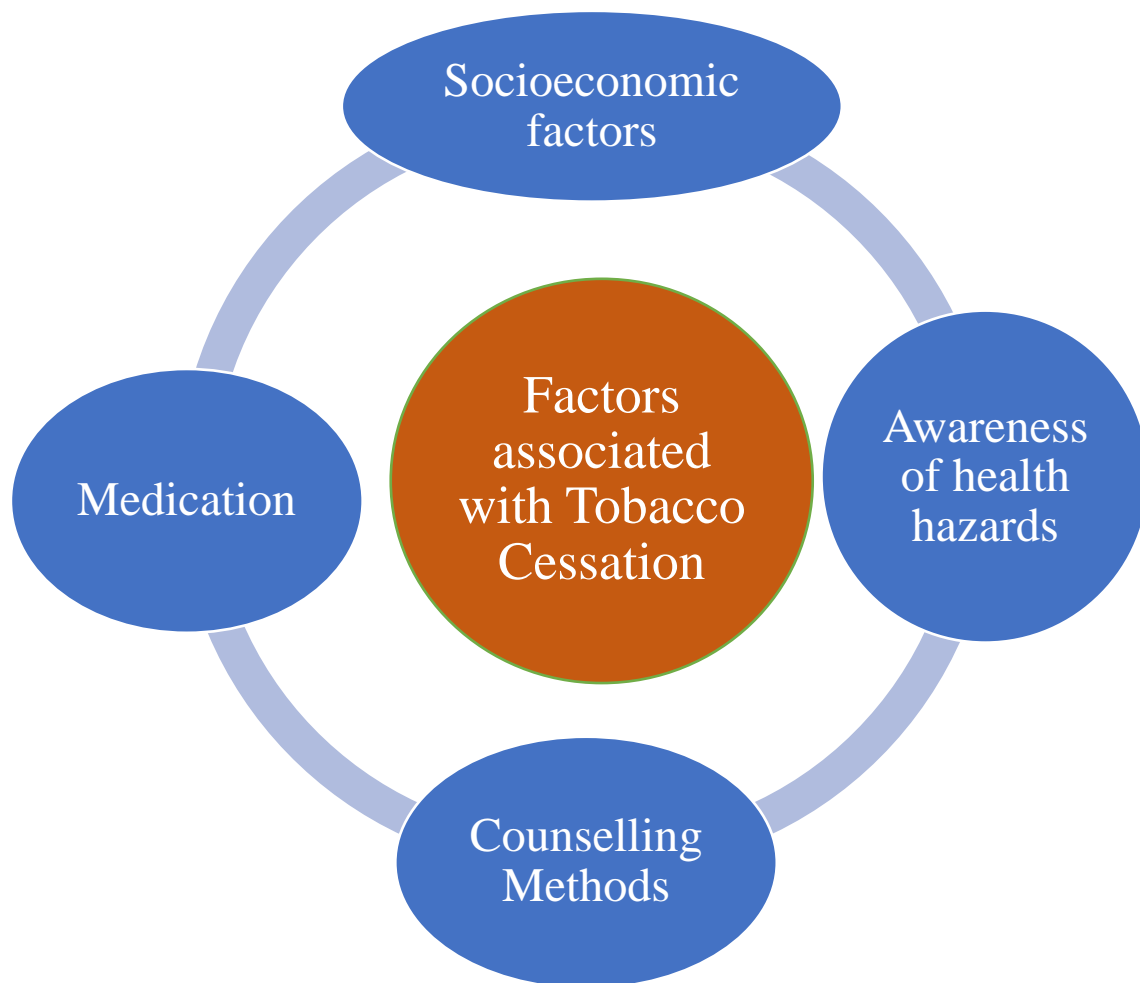 Socioeconomic
factors
Factors
associated
with Tobacco
Cessation
Awareness
of health
hazards
Medication
Counselling
Methods